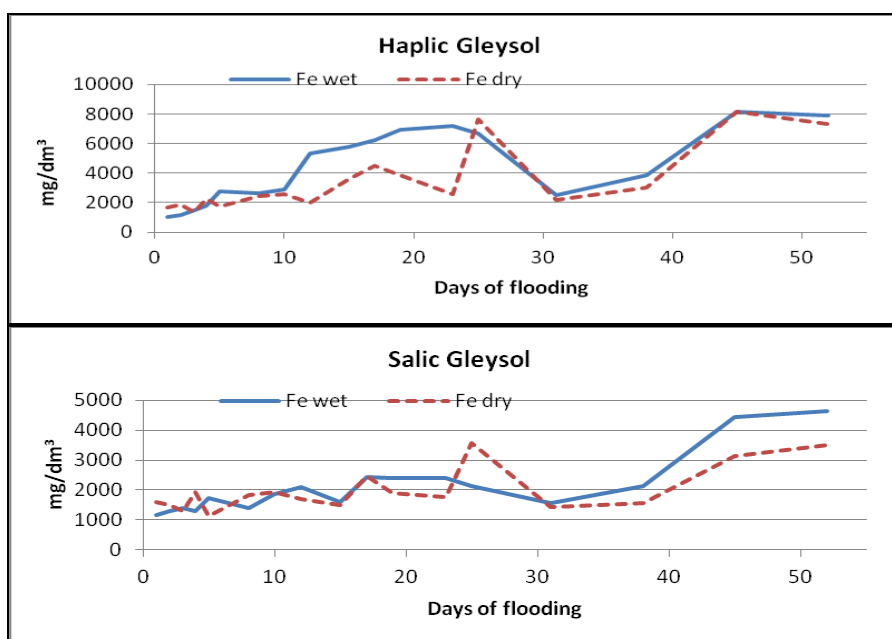 Haplic Gleysol
Fe wet Fe dry
10000
8000
6000
4000
2000
0
mg/dm³
0 10 20 30 40 50
Days of flooding
Salic Gleysol
Fe wet Fe dry
5000
4000
3000
2000
1000
0
mg/dm³
0 10 20 30 40 50
Days of flooding